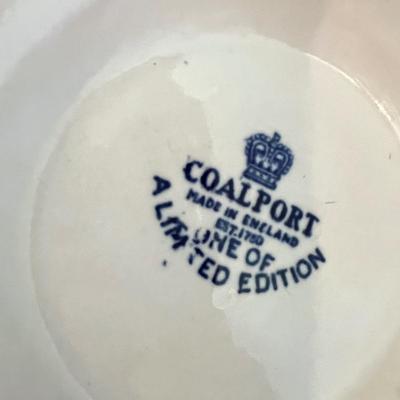 COALPORT
MADE IN ENGLAND
EST.1750
ONE OF
A LIMITED EDITION